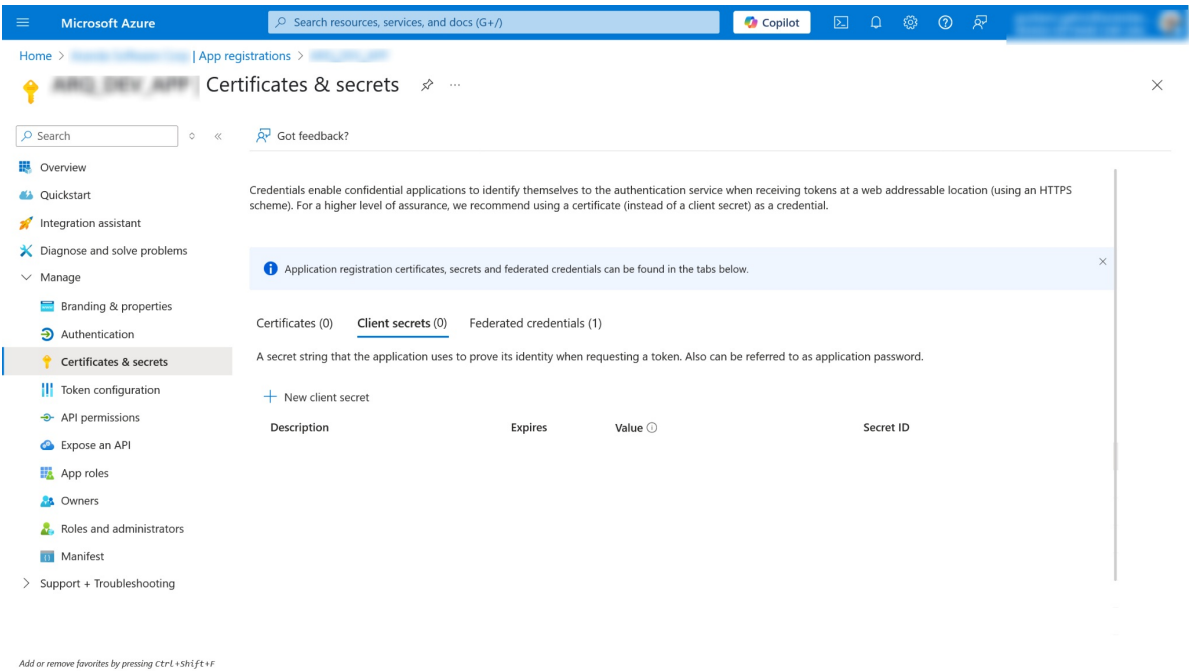 Microsoft Azure
Search resources, services, and docs (G+/)
Copilot
Home > | App registrations >
| Certificates & secrets
Search
Got feedback?
Overview
Quickstart
Integration assistant
Diagnose and solve problems
Manage
Branding & properties
Authentication
Certificates & secrets
Token configuration
API permissions
Expose an API
App roles
Owners
Roles and administrators
Manifest
Support + Troubleshooting
Credentials enable confidential applications to identify themselves to the authentication service when receiving tokens at a web addressable location (using an HTTPS
scheme). For a higher level of assurance, we recommend using a certificate (instead of a client secret) as a credential.
Application registration certificates, secrets and federated credentials can be found in the tabs below.
Certificates (0) Client secrets (0) Federated credentials (1)
A secret string that the application uses to prove its identity when requesting a token. Also can be referred to as application password.
New client secret
Description Expires Value Secret ID
Add or remove favorites by pressing Ctrl+Shift+F